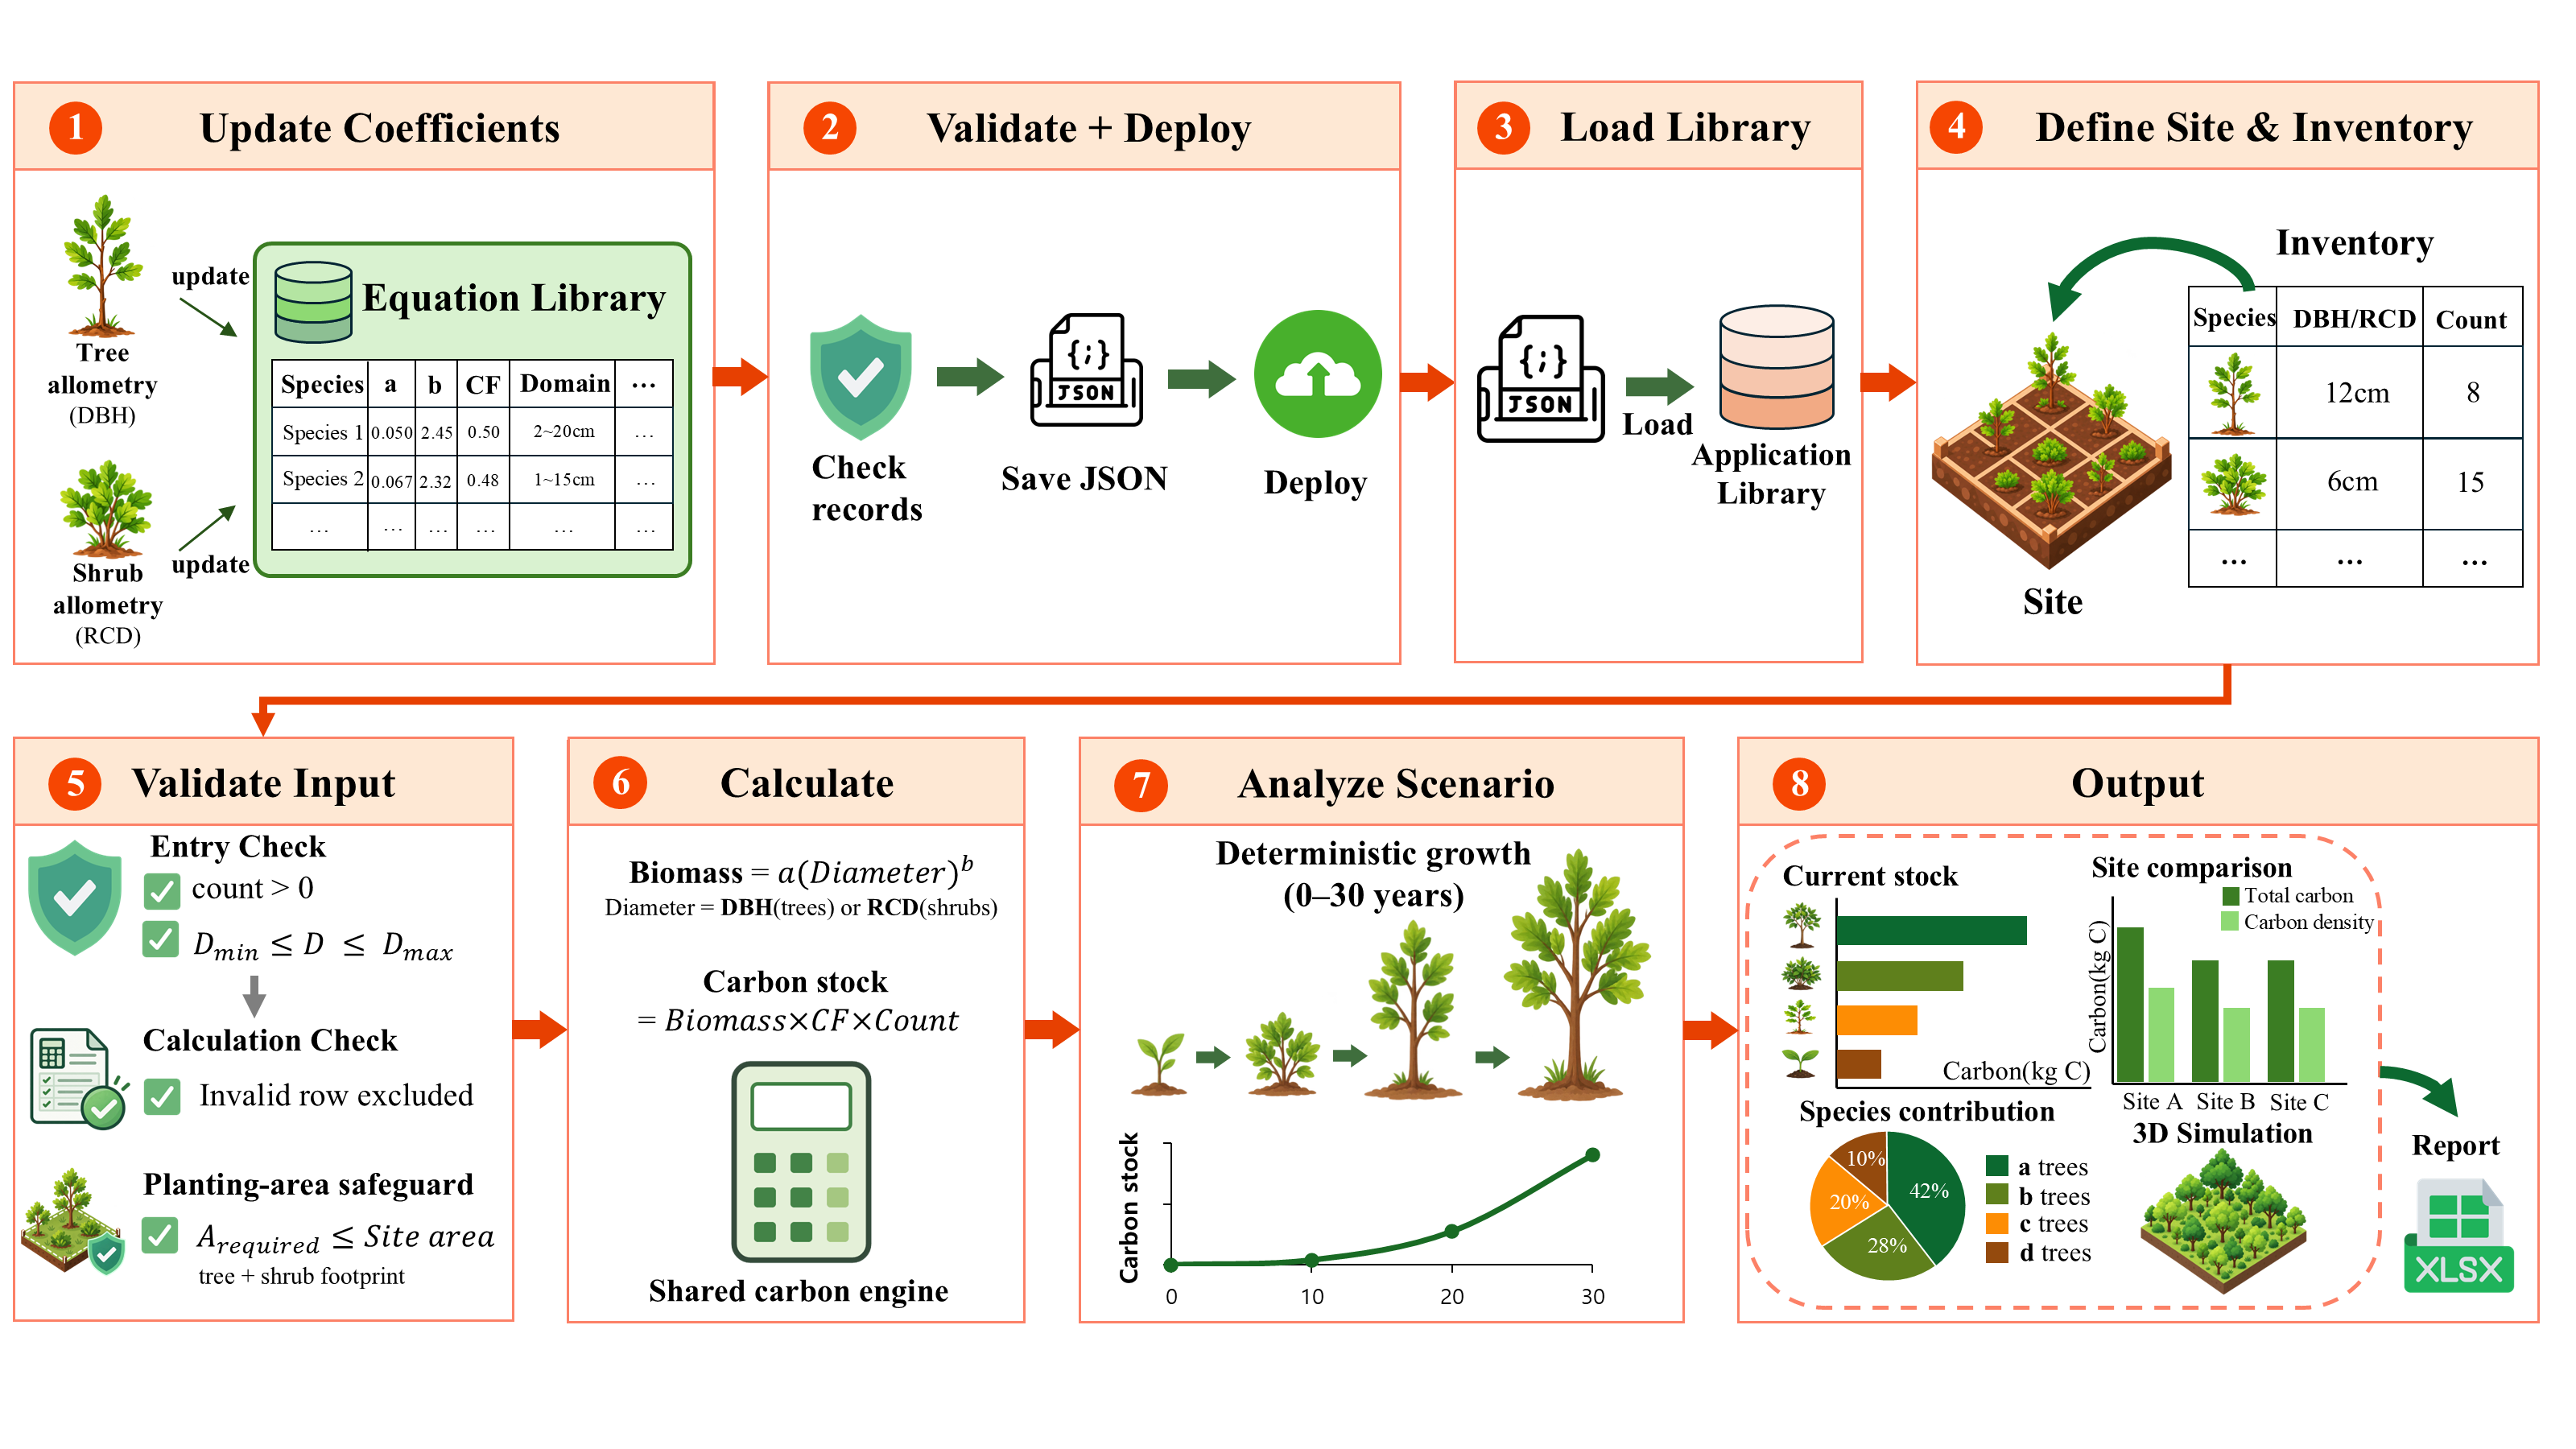 1 Update Coefficients
Tree
allometry
(DBH)
update
Shrub
allometry
(RCD)
update
Equation Library
Species a b CF Domain ...
Species 1 0.050 2.45 0.50 2~20cm ...
Species 2 0.067 2.32 0.48 1~15cm ...
... ... ... ... ... ...
2 Validate + Deploy
Check
records
{;}
JSON
Save JSON
Deploy
3 Load Library
{;}
JSON
Load
Application
Library
4 Define Site & Inventory
Site
Inventory
Species DBH/RCD Count
12cm 8
6cm 15
... ... ...
5 Validate Input
Entry Check
count > 0
D_min ≤ D ≤ D_max
Calculation Check
Invalid row excluded
Planting-area safeguard
A_required ≤ Site area
tree + shrub footprint
6 Calculate
Biomass = a(Diameter)^b
Diameter = DBH(trees) or RCD(shrubs)
Carbon stock
= Biomass×CF×Count
Shared carbon engine
7 Analyze Scenario
Deterministic growth
(0–30 years)
Carbon stock
0 10 20 30
8 Output
Current stock
Carbon(kg C)
Site comparison
Total carbon
Carbon density
Carbon(kg C)
Site A Site B Site C
Species contribution
42%
28%
20%
10%
a trees
b trees
c trees
d trees
3D Simulation
Report
XLSX